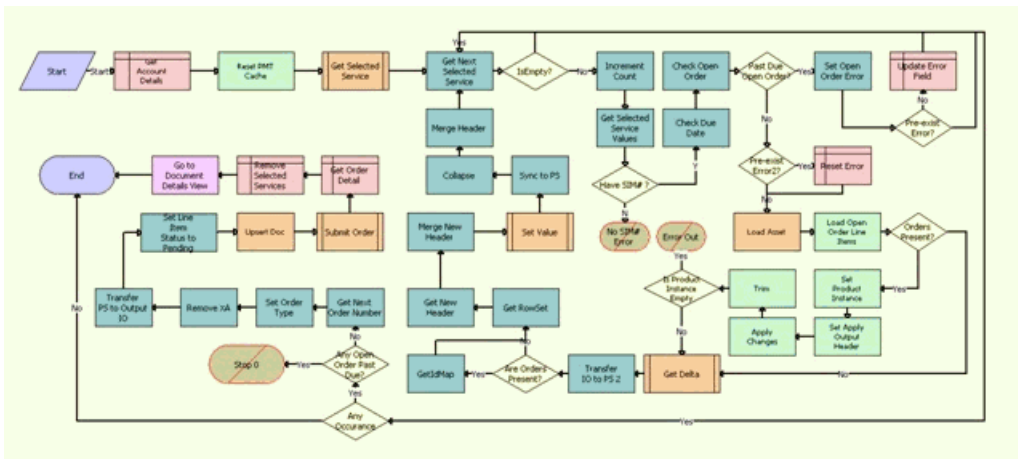 Start
Start
Get
Account
Details
Reset PMT
Cache
Get Selected
Service
Get Next
Selected
Service
Yes
IsEmpty?
No
Increment
Count
Check Open
Order
Past Due
Open Order?
Yes
Set Open
Order Error
Update Error
Field
No
Pre-exist
Error?
Merge Header
Get Selected
Service
Values
Check Due
Date
No
End
Go to
Document
Details View
Remove
Selected
Services
Get Order
Detail
Collapse
Sync to PS
Have SIM# ?
Y
Pre-exist
Error2?
Yes
Reset Error
No
Set Line
Item
Status to
Pending
Upsert Doc
Submit Order
Merge New
Header
Set Value
N
No SIM#
Error
Error Out
Yes
Load Asset
Load Open
Order Line
Items
Orders
Present?
Transfer
PS to Output
IO
Remove XA
Set Order
Type
Get Next
Order Number
Get New
Header
Get RowSet
Is Product
Instance
Empty
Trim
Set
Product
Instance
Yes
No
No
No
No
Apply
Changes
Set Apply
Output
Header
Stop 0
Yes
Any Open
Order Past
Due?
GetIdMap
Yes
Are Orders
Present?
Transfer
IO to PS 2
Get Delta
No
Yes
Any
Occurance
Yes